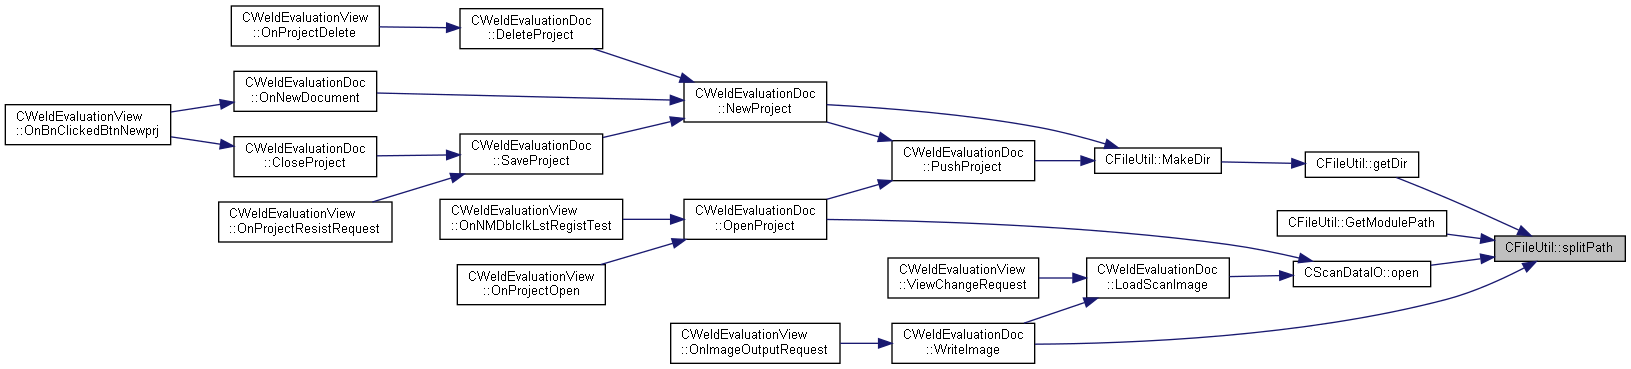 CWeldEvaluationView
::OnProjectDelete
CWeldEvaluationDoc
::DeleteProject
CWeldEvaluationDoc
::OnNewDocument
CWeldEvaluationDoc
::NewProject
CWeldEvaluationView
::OnBnClickedBtnNewprj
CWeldEvaluationDoc
::CloseProject
CWeldEvaluationDoc
::SaveProject
CWeldEvaluationDoc
::PushProject
CFileUtil::MakeDir
CFileUtil::getDir
CWeldEvaluationView
::OnProjectResistRequest
CWeldEvaluationView
::OnNMDblclkLstRegistTest
CWeldEvaluationDoc
::OpenProject
CFileUtil::GetModulePath
CFileUtil::splitPath
CWeldEvaluationView
::OnProjectOpen
CWeldEvaluationView
::ViewChangeRequest
CWeldEvaluationDoc
::LoadScanImage
CScanDataIO::open
CWeldEvaluationView
::OnImageOutputRequest
CWeldEvaluationDoc
::WriteImage